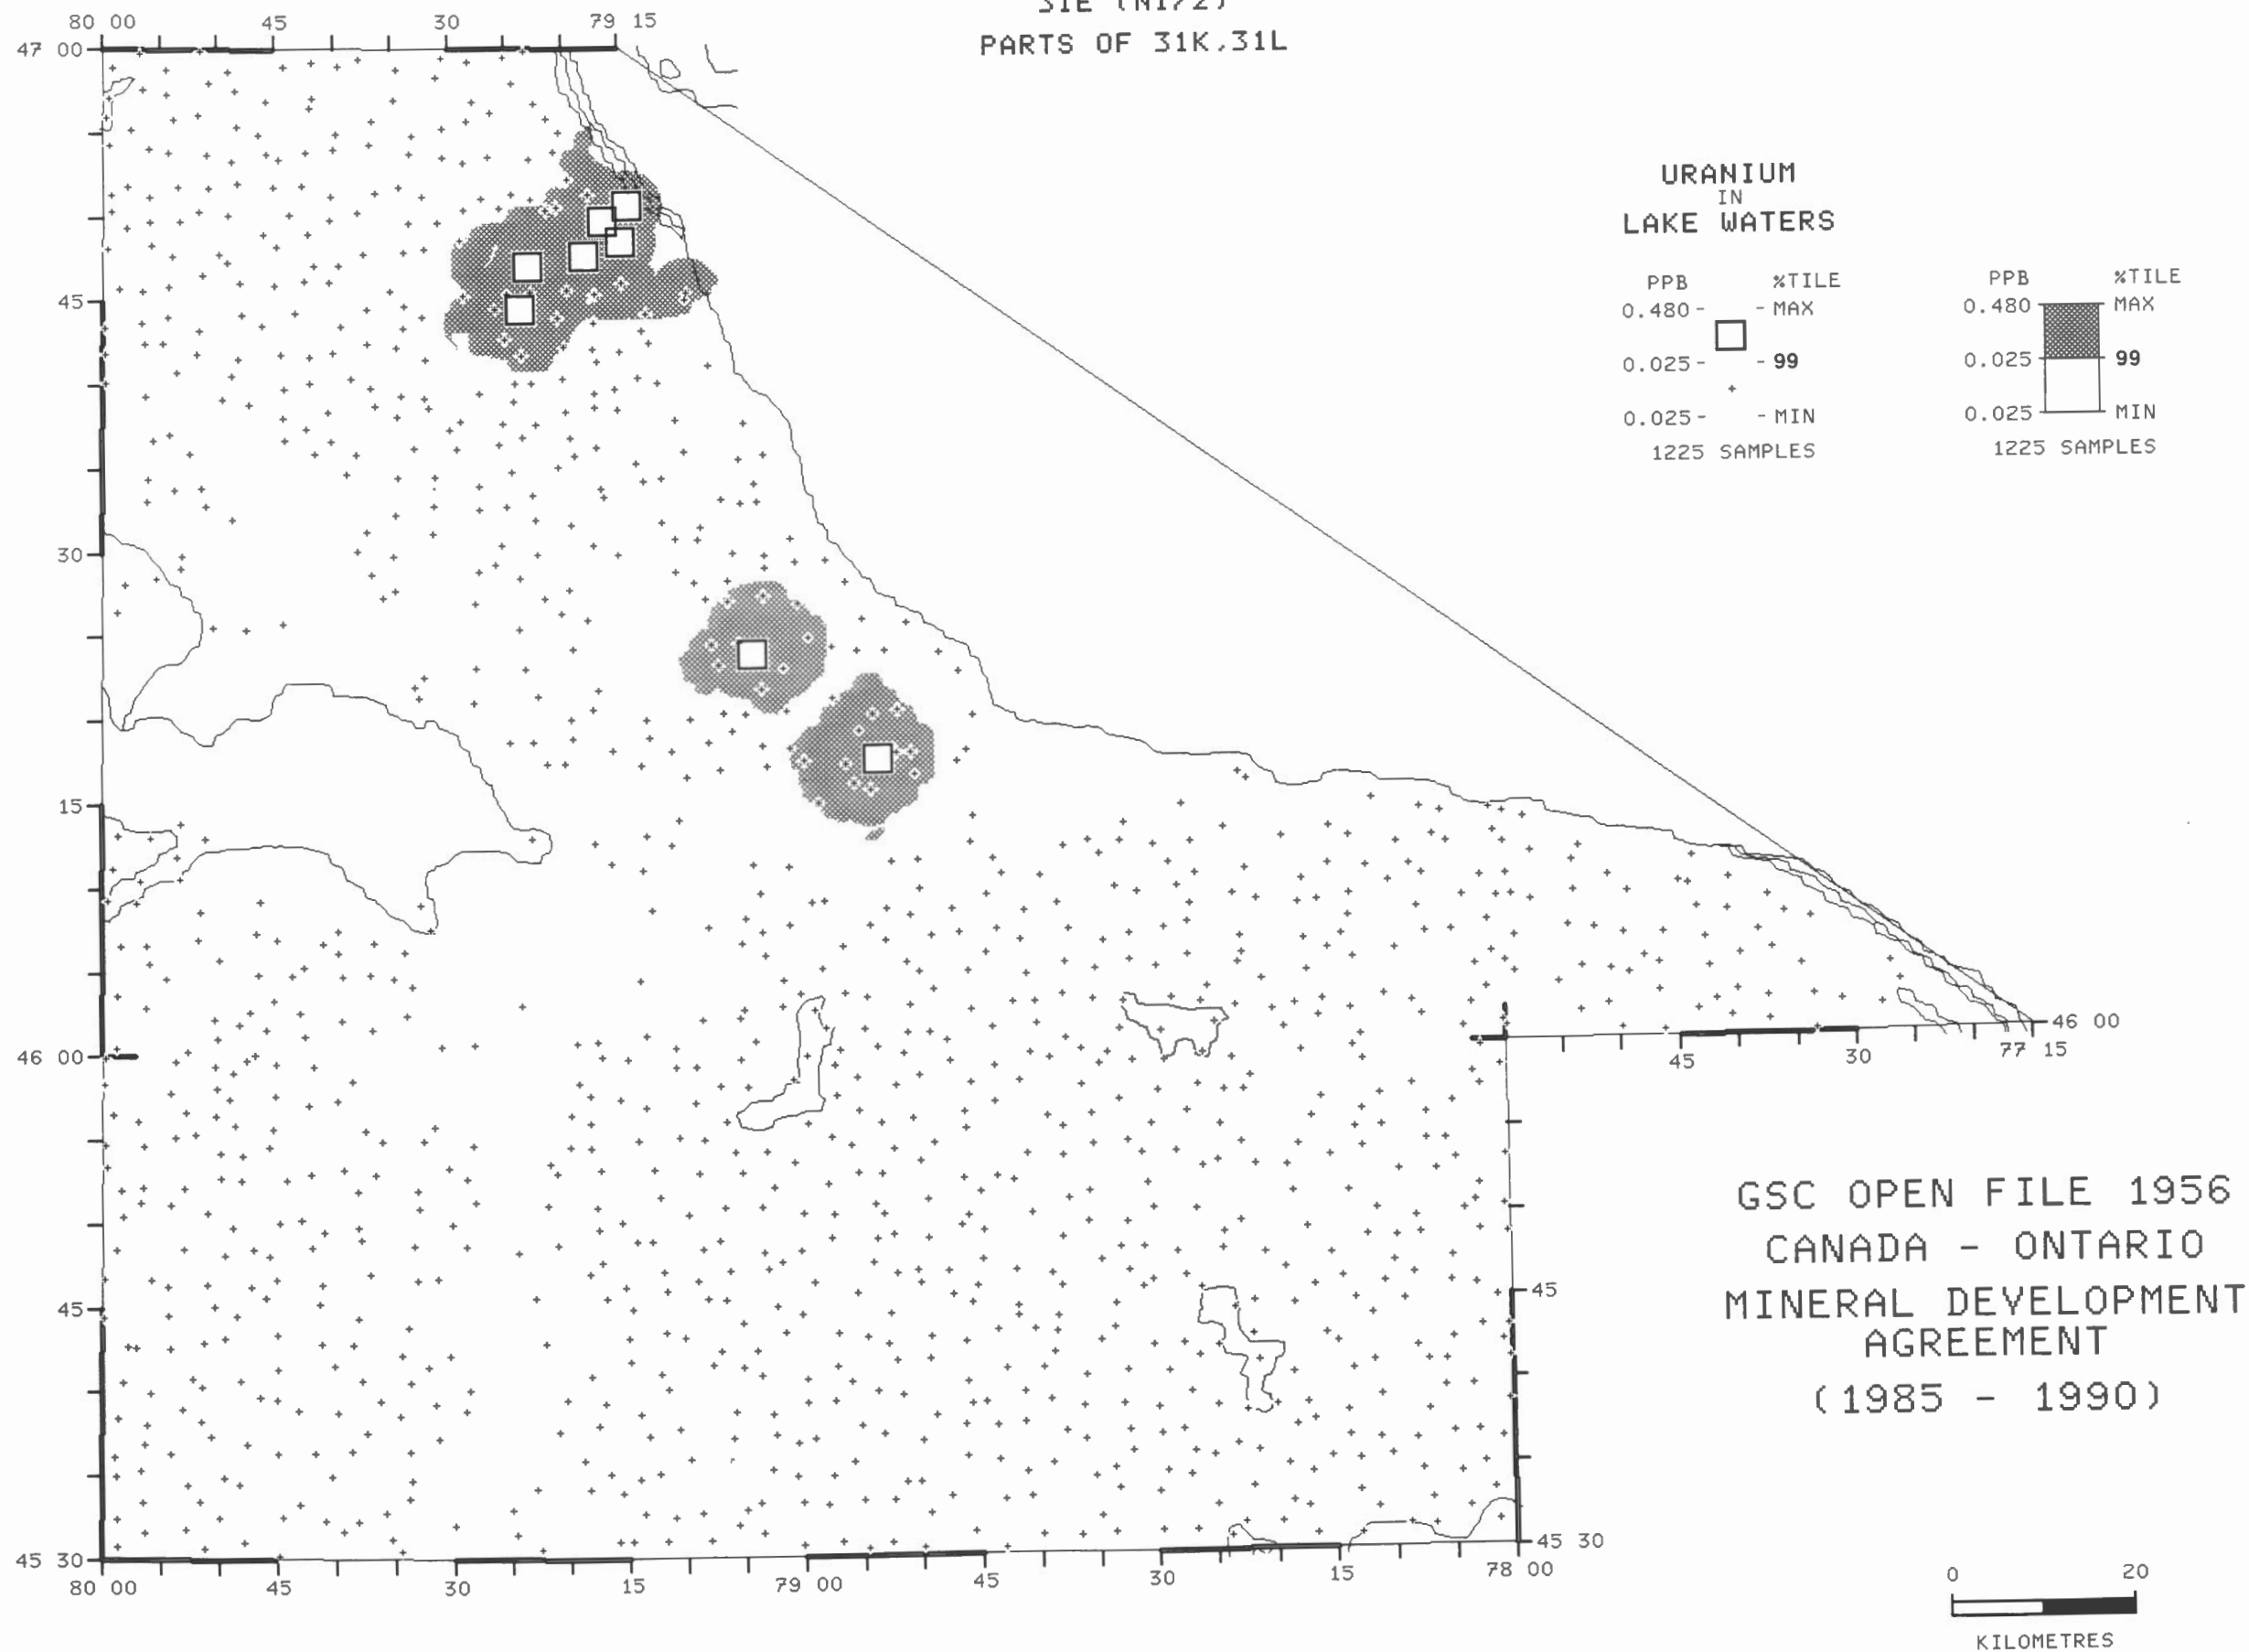 31E (N1/2)
PARTS OF 31K,31L
80 00 45 30 79 15
47 00
45
30
15
46 00
45
45 30
80 00 45 30 15 79 00 45 30 15 78 00
45
45 30
46 00
45 30 77 15
URANIUM
IN
LAKE WATERS
PPB %TILE
0.480- - MAX
0.025- - 99
0.025- - MIN
1225 SAMPLES
PPB %TILE
0.480 MAX
0.025 99
0.025 MIN
1225 SAMPLES
GSC OPEN FILE 1956
CANADA - ONTARIO
MINERAL DEVELOPMENT
AGREEMENT
(1985 - 1990)
0 20
KILOMETRES